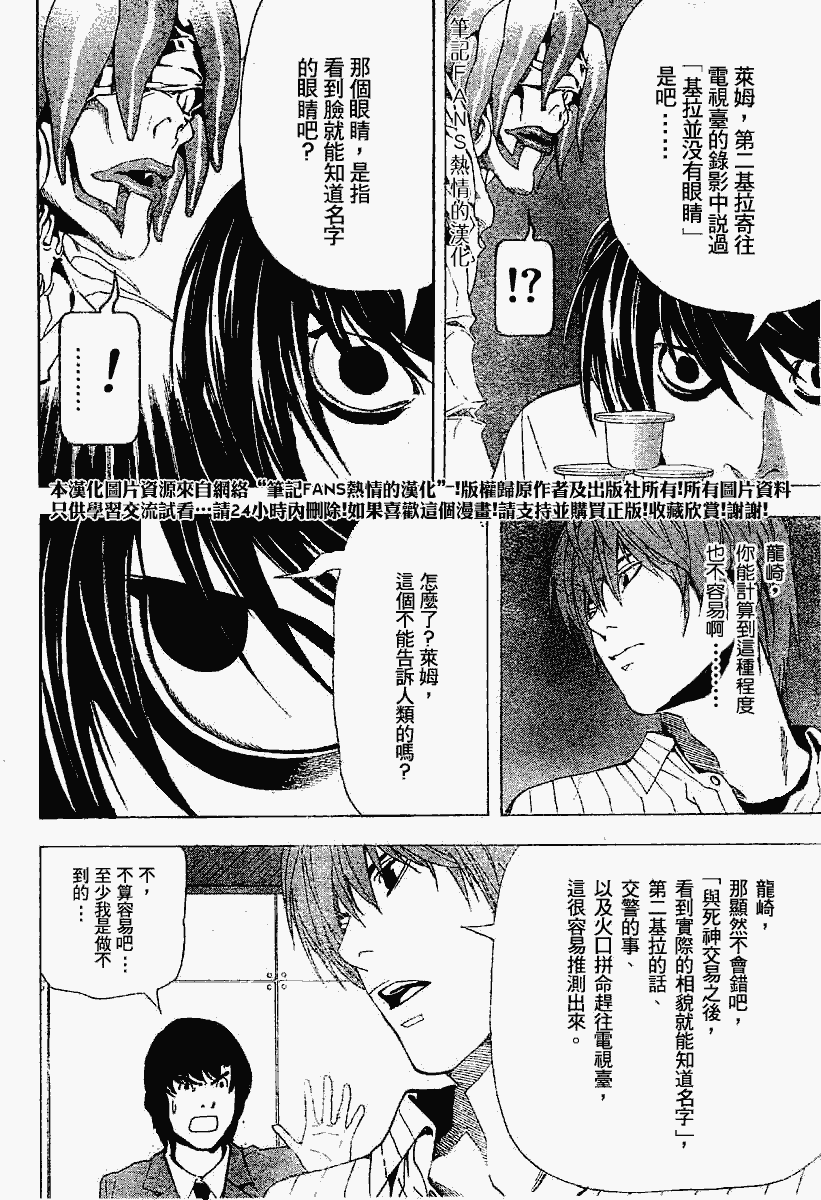 萊姆，第二基拉寄往
電視臺的錄影中説過
「基拉並没有眼睛」
是吧……
!?
筆記FANS熱情的漢化
那個眼睛，是指
看到臉就能知道名字
的眼睛吧？
………！
本漢化圖片資源來自網絡“筆記FANS熱情的漢化”!版權歸原作者及出版社所有!所有圖片資料
只供學習交流試看…請24小時内刪除!如果喜歡這個漫畫!請支持並購買正版!收藏欣賞!謝謝!
龍崎，
你能計算到這種程度
也不容易啊…………
怎麼了？萊姆，
這個不能告訴人類的嗎？
龍崎，
那顯然不會錯吧，
「與死神交易之後，
看到實際的相貌就能知道名字」，
第二基拉的話、
交警的事、
以及火口拼命趕往電視臺，
這很容易推測出來。
不，
不算容易吧…
至少我是做不
到的…